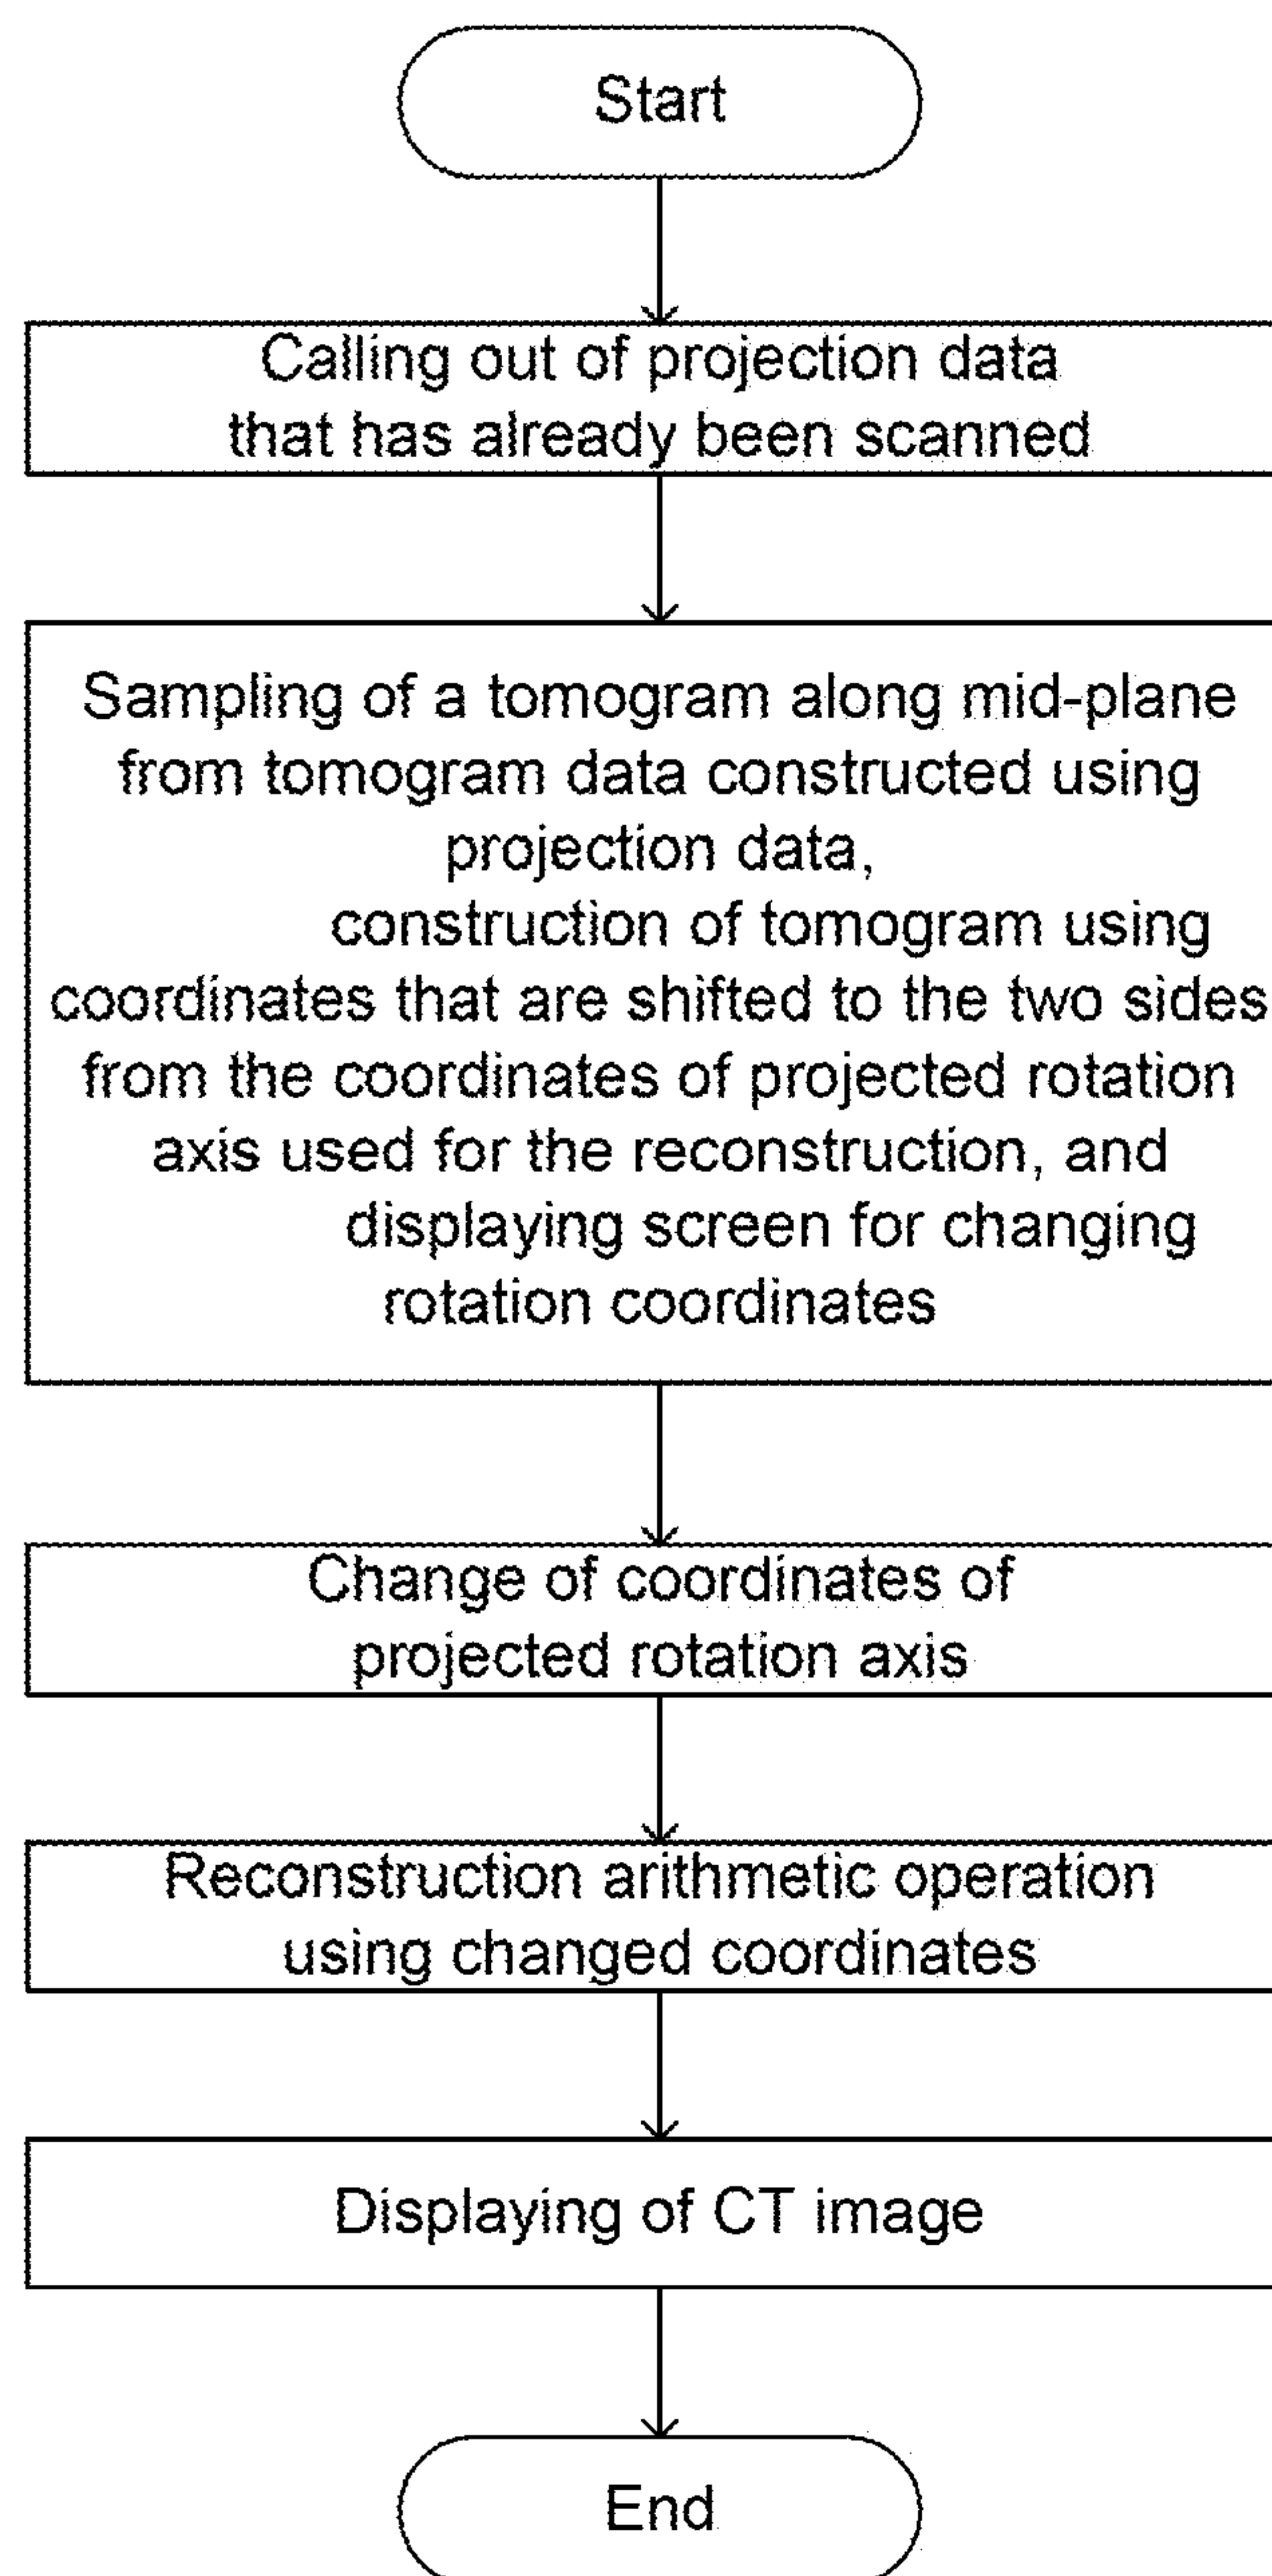 Start
Calling out of projection data
that has already been scanned
Sampling of a tomogram along mid-plane
from tomogram data constructed using
projection data,
construction of tomogram using
coordinates that are shifted to the two sides
from the coordinates of projected rotation
axis used for the reconstruction, and
displaying screen for changing
rotation coordinates
Change of coordinates of
projected rotation axis
Reconstruction arithmetic operation
using changed coordinates
Displaying of CT image
End